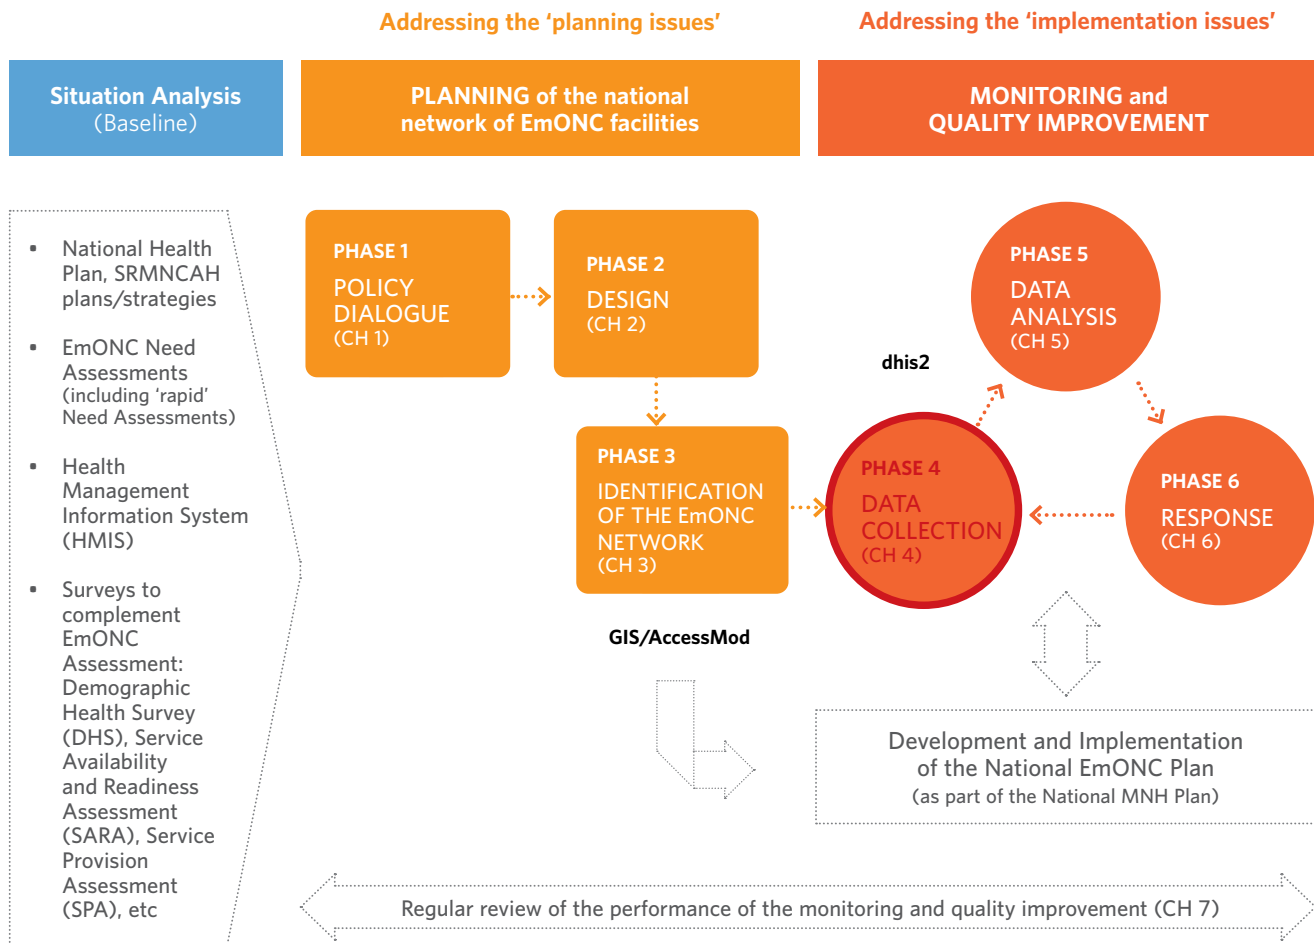 Addressing the ‘planning issues’
Addressing the ‘implementation issues’
Situation Analysis
(Baseline)
PLANNING of the national
network of EmONC facilities
MONITORING and
QUALITY IMPROVEMENT
▪ National Health
Plan, SRMNCAH
plans/strategies
▪ EmONC Need
Assessments
(including ‘rapid’
Need Assessments)
▪ Health
Management
Information System
(HMIS)
▪ Surveys to
complement
EmONC
Assessment:
Demographic
Health Survey
(DHS), Service
Availability
and Readiness
Assessment
(SARA), Service
Provision
Assessment
(SPA), etc
PHASE 1
POLICY
DIALOGUE
(CH 1)
PHASE 2
DESIGN
(CH 2)
PHASE 3
IDENTIFICATION
OF THE EmONC
NETWORK
(CH 3)
GIS/AccessMod
dhis2
PHASE 4
DATA
COLLECTION
(CH 4)
PHASE 5
DATA
ANALYSIS
(CH 5)
PHASE 6
RESPONSE
(CH 6)
Development and Implementation
of the National EmONC Plan
(as part of the National MNH Plan)
Regular review of the performance of the monitoring and quality improvement (CH 7)